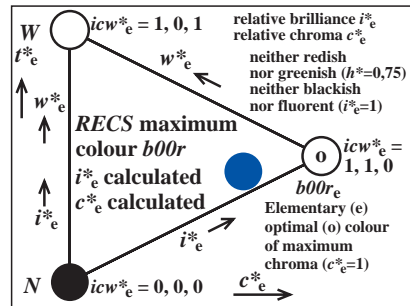 W icw*e = 1, 0, 1
t*e
relative brilliance i*e
relative chroma c*e
w*e
neither redish
nor greenish (h*=0,75)
neither blackish
nor fluorent (i*e=1)
w*e
RECS maximum
colour b00r
i*e calculated
c*e calculated
o
icw*e =
1, 1, 0
b00re
i*e
i*e
Elementary (e)
optimal (o) colour
of maximum
chroma (c*e=1)
N icw*e = 0, 0, 0
c*e